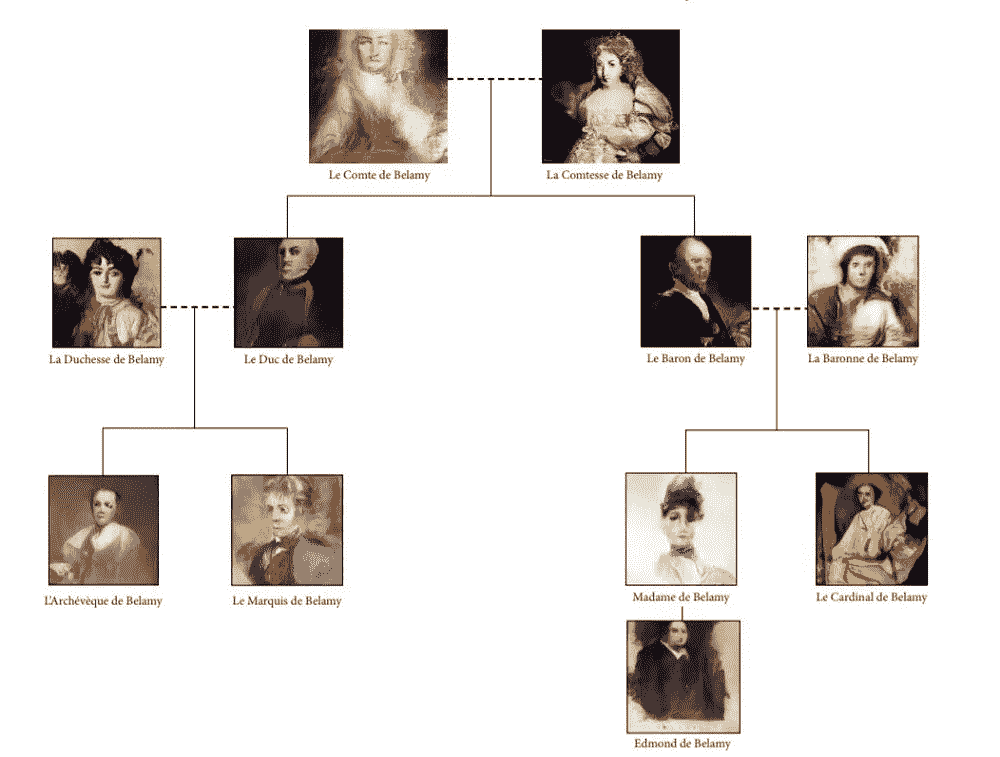 Le Comte de Belamy
La Comtesse de Belamy
La Duchesse de Belamy
Le Duc de Belamy
Le Baron de Belamy
La Baronne de Belamy
L'Archévèque de Belamy
Le Marquis de Belamy
Madame de Belamy
Le Cardinal de Belamy
Edmond de Belamy